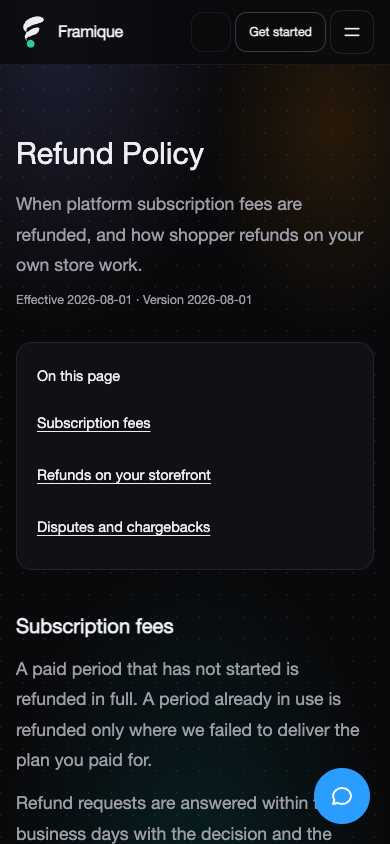 Framique
Get started
Refund Policy
When platform subscription fees are
refunded, and how shopper refunds on your
own store work.
Effective 2026-08-01 · Version 2026-08-01
On this page
Subscription fees
Refunds on your storefront
Disputes and chargebacks
Subscription fees
A paid period that has not started is
refunded in full. A period already in use is
refunded only where we failed to deliver the
plan you paid for.
Refund requests are answered within
business days with the decision and the